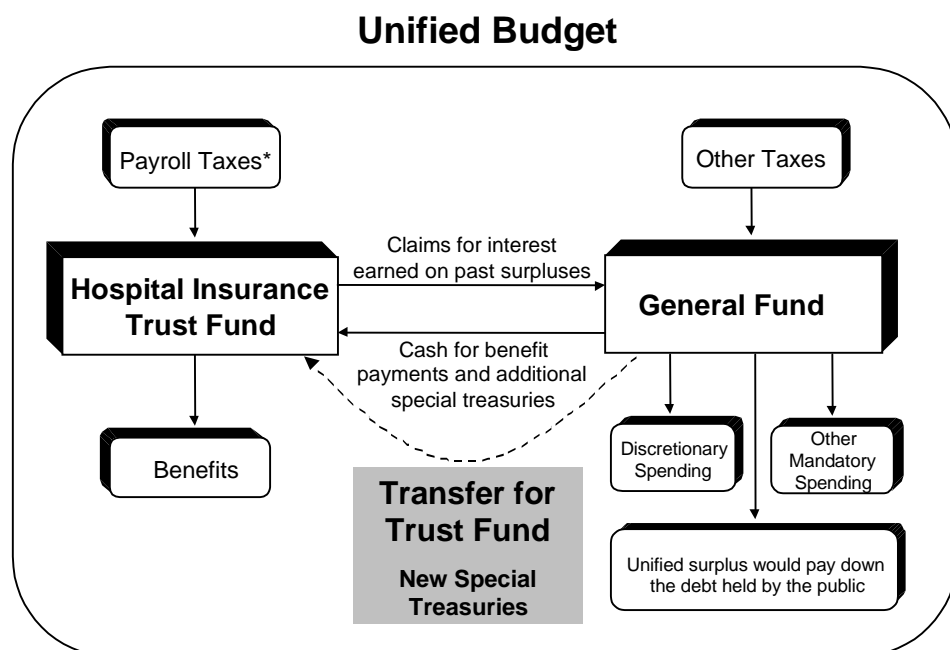 Unified Budget
Payroll Taxes*
Other Taxes
Claims for interest
earned on past surpluses
Hospital Insurance
Trust Fund
General Fund
Cash for benefit
payments and additional
special treasuries
Benefits
Discretionary
Spending
Other
Mandatory
Spending
Transfer for
Trust Fund
New Special
Treasuries
Unified surplus would pay down
the debt held by the public